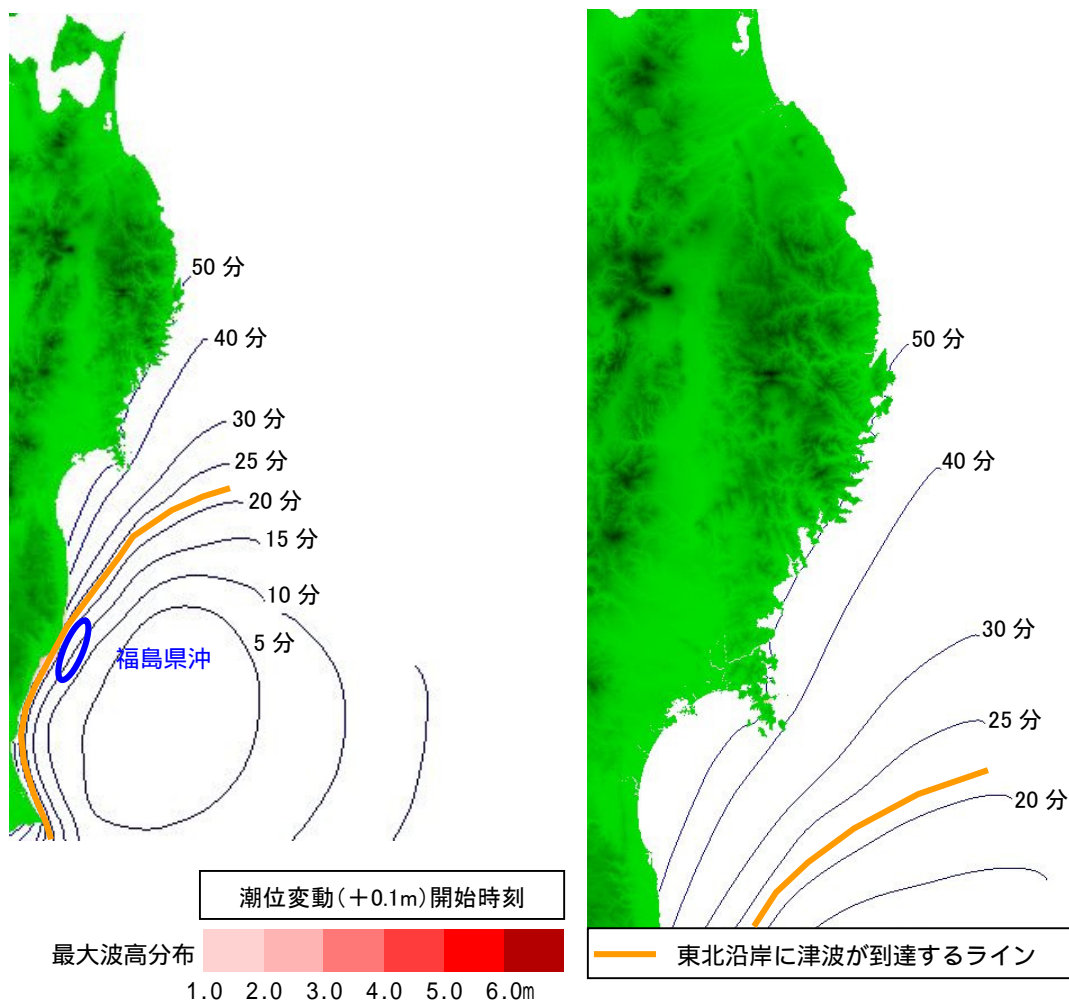 50 分
40 分
30 分
25 分
20 分
15 分
10 分
5 分
福島県沖
潮位変動(+0.1m)開始時刻
最大波高分布
1.0 2.0 3.0 4.0 5.0 6.0m
50 分
40 分
30 分
25 分
20 分
東北沿岸に津波が到達するライン